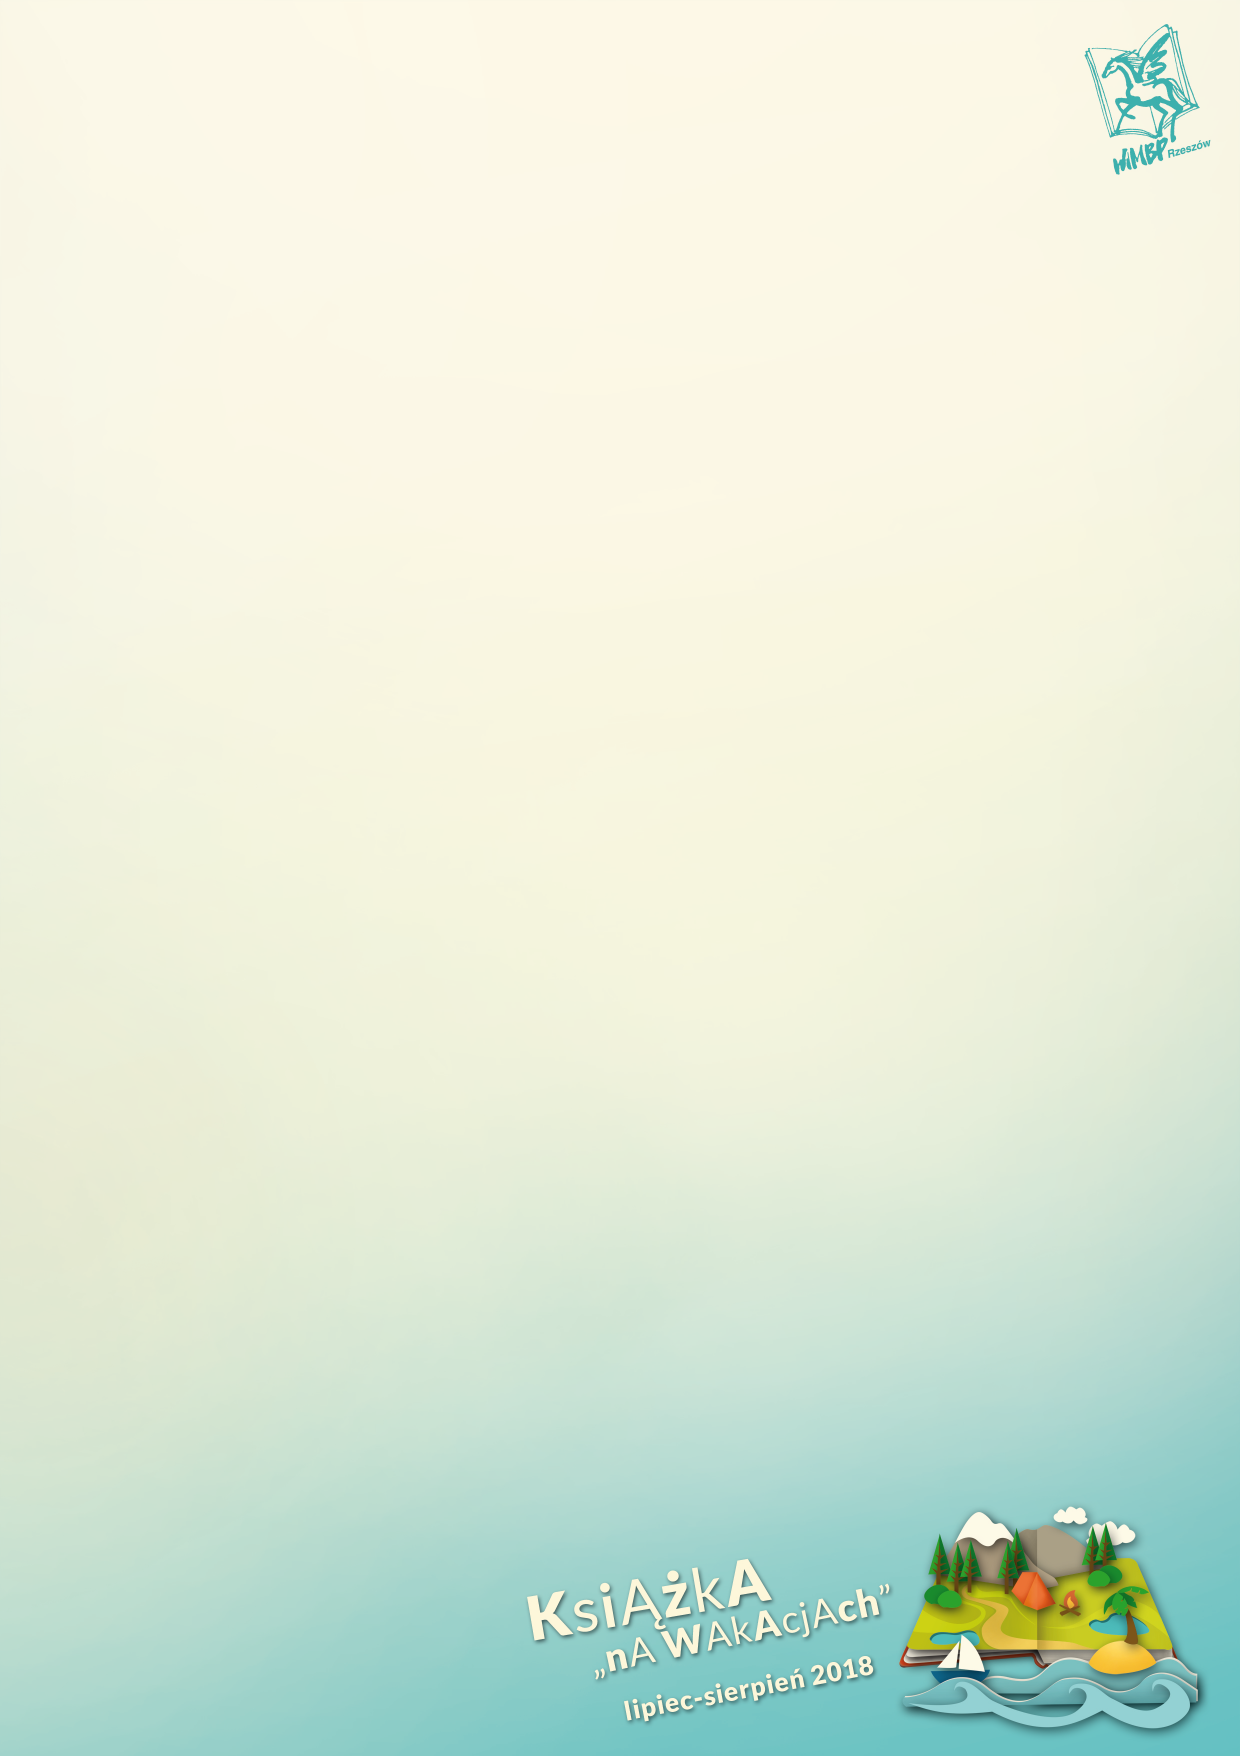 WiMBP Rzeszów
KsiĄżkA
„nA WAkAcjAch”
lipiec-sierpień 2018